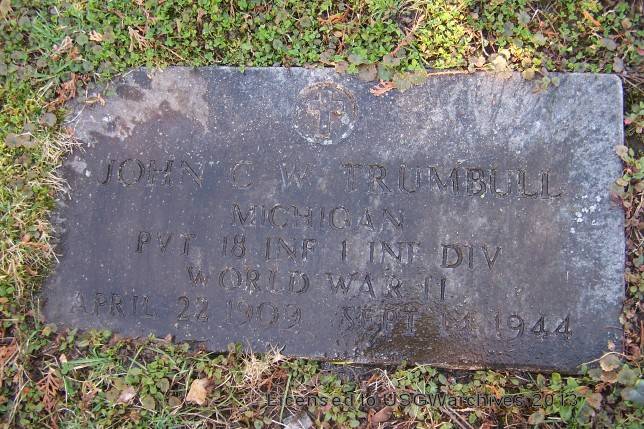 JOHN C W TRUMBULL
MICHIGAN
PVT 18 INF 1 INF DIV
WORLD WAR II
APRIL 22 1909 SEPT 1944
Licensed to USGWarchives 2013